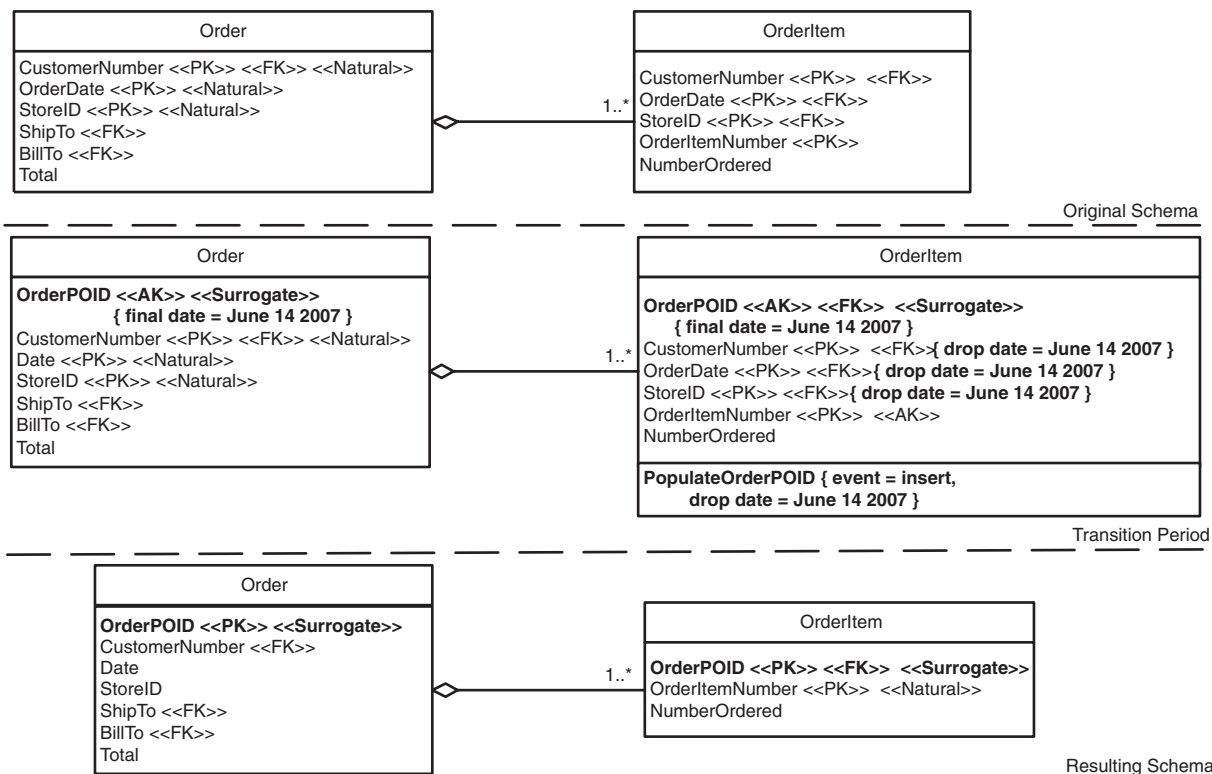 Order
CustomerNumber <<PK>> <<FK>> <<Natural>>
OrderDate <<PK>> <<Natural>>
StoreID <<PK>> <<Natural>>
ShipTo <<FK>>
BillTo <<FK>>
Total
1..*
OrderItem
CustomerNumber <<PK>> <<FK>>
OrderDate <<PK>> <<FK>>
StoreID <<PK>> <<FK>>
OrderItemNumber <<PK>>
NumberOrdered
Original Schema
Order
OrderPOID <<AK>> <<Surrogate>>
{ final date = June 14 2007 }
CustomerNumber <<PK>> <<FK>> <<Natural>>
Date <<PK>> <<Natural>>
StoreID <<PK>> <<Natural>>
ShipTo <<FK>>
BillTo <<FK>>
Total
1..*
OrderItem
OrderPOID <<AK>> <<FK>> <<Surrogate>>
{ final date = June 14 2007 }
CustomerNumber <<PK>> <<FK>>{ drop date = June 14 2007 }
OrderDate <<PK>> <<FK>>{ drop date = June 14 2007 }
StoreID <<PK>> <<FK>>{ drop date = June 14 2007 }
OrderItemNumber <<PK>> <<AK>>
NumberOrdered
PopulateOrderPOID { event = insert,
drop date = June 14 2007 }
Transition Period
Order
OrderPOID <<PK>> <<Surrogate>>
CustomerNumber <<FK>>
Date
StoreID
ShipTo <<FK>>
BillTo <<FK>>
Total
1..*
OrderItem
OrderPOID <<PK>> <<FK>> <<Surrogate>>
OrderItemNumber <<PK>> <<Natural>>
NumberOrdered
Resulting Schema